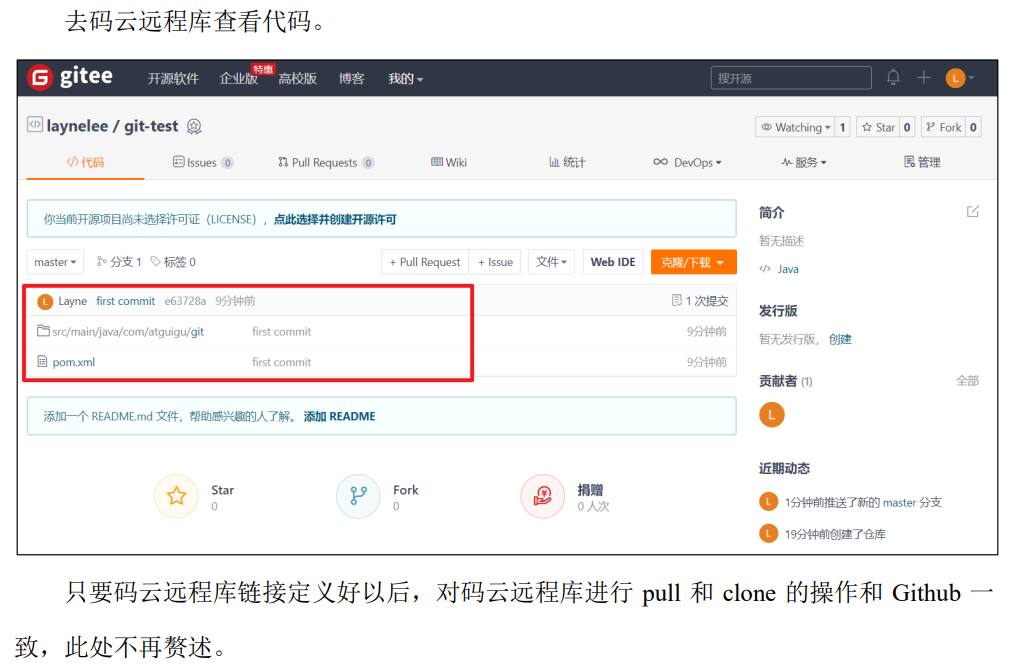 去码云远程库查看代码。
G gitee 开源软件 企业版 特惠 高校版 博客 我的 搜开源 L
laynelee / git-test Watching 1 Star 0 Fork 0
代码 Issues 0 Pull Requests 0 Wiki 统计 DevOps 服务 管理
你当前开源项目尚未选择许可证（LICENSE），点此选择并创建开源许可
简介
暂无描述
master 分支 1 标签 0 + Pull Request + Issue 文件 Web IDE 克隆/下载
Java
L Layne first commit e63728a 9分钟前 1 次提交
src/main/java/com/atguigu/git first commit 9分钟前
pom.xml first commit 9分钟前
发行版
暂无发行版， 创建
贡献者 (1) 全部
L
添加一个 README.md 文件，帮助感兴趣的人了解。 添加 README
Star
0
Fork
0
捐赠
0 人次
近期动态
L 1分钟前推送了新的 master 分支
L 19分钟前创建了仓库
只要码云远程库链接定义好以后，对码云远程库进行 pull 和 clone 的操作和 Github 一
致，此处不再赘述。